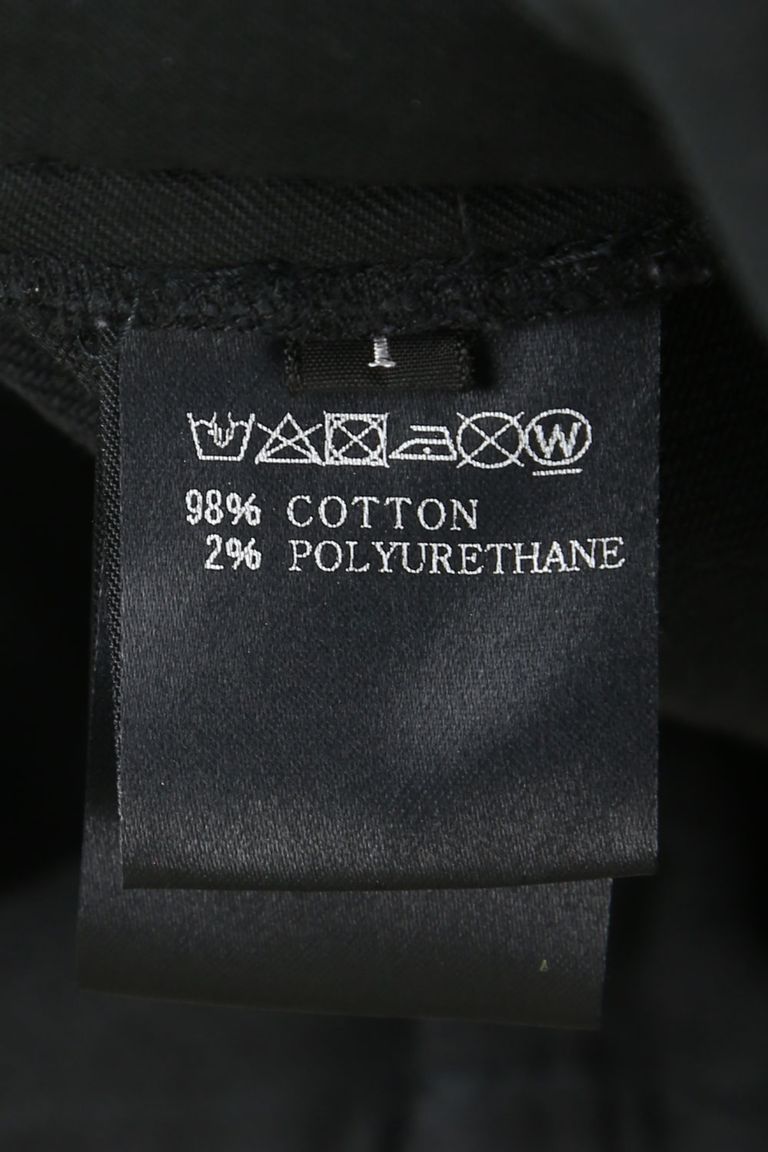 1
W
98% COTTON
2% POLYURETHANE